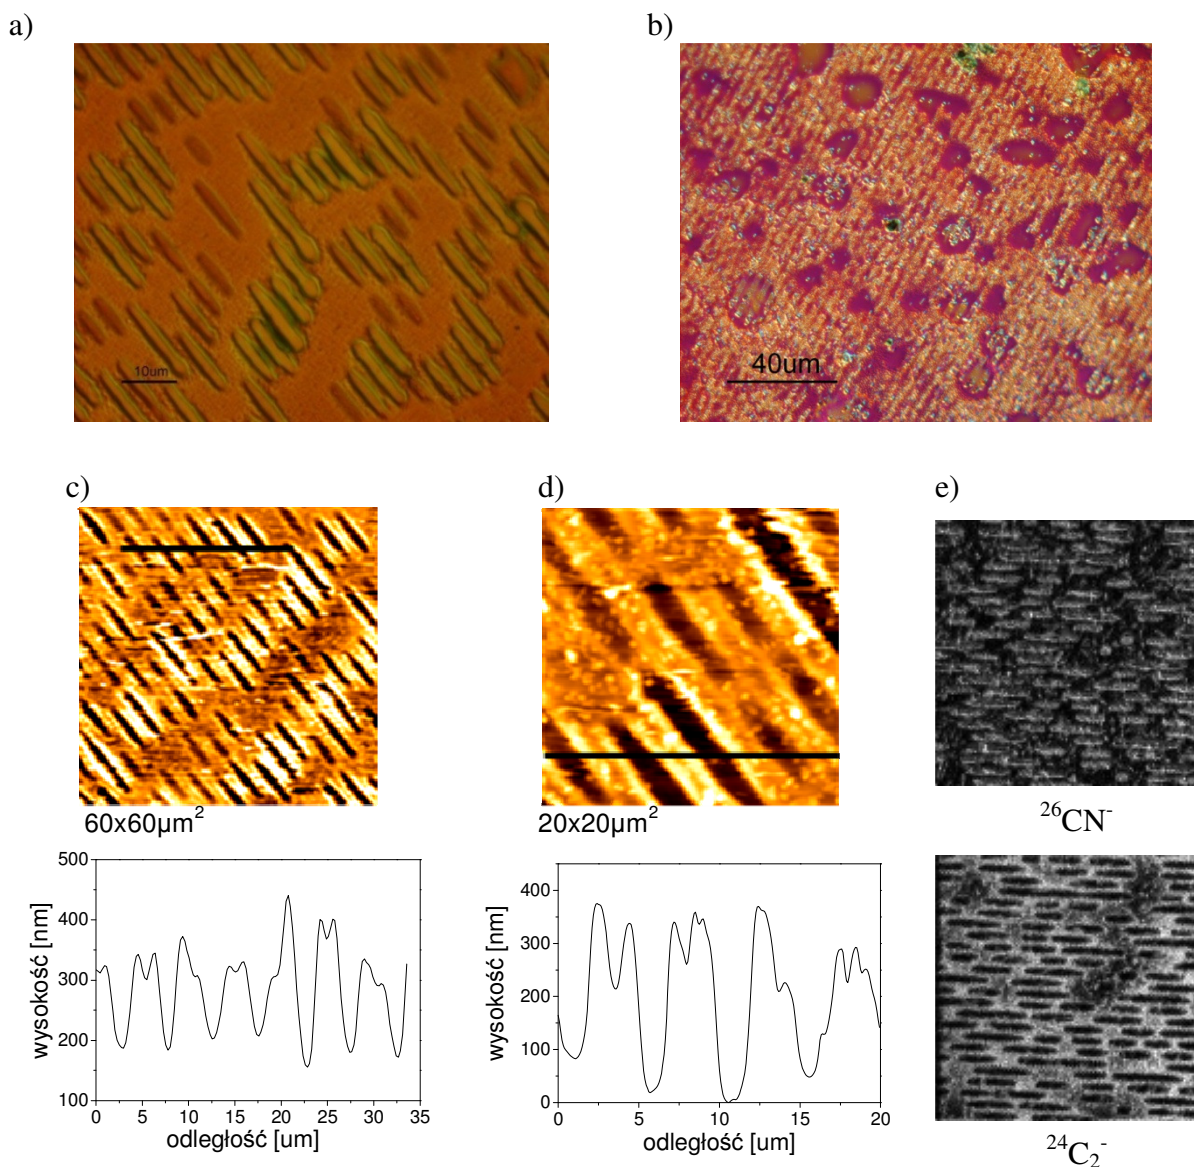 a)
b)
10um
40um
c)
d)
e)
60x60µm²
20x20µm²
²⁶CN⁻
500
400
300
200
100
wysokość [nm]
0 5 10 15 20 25 30 35
odległość [um]
400
300
200
100
0
wysokość [nm]
0 5 10 15 20
odległość [um]
²⁴C₂⁻